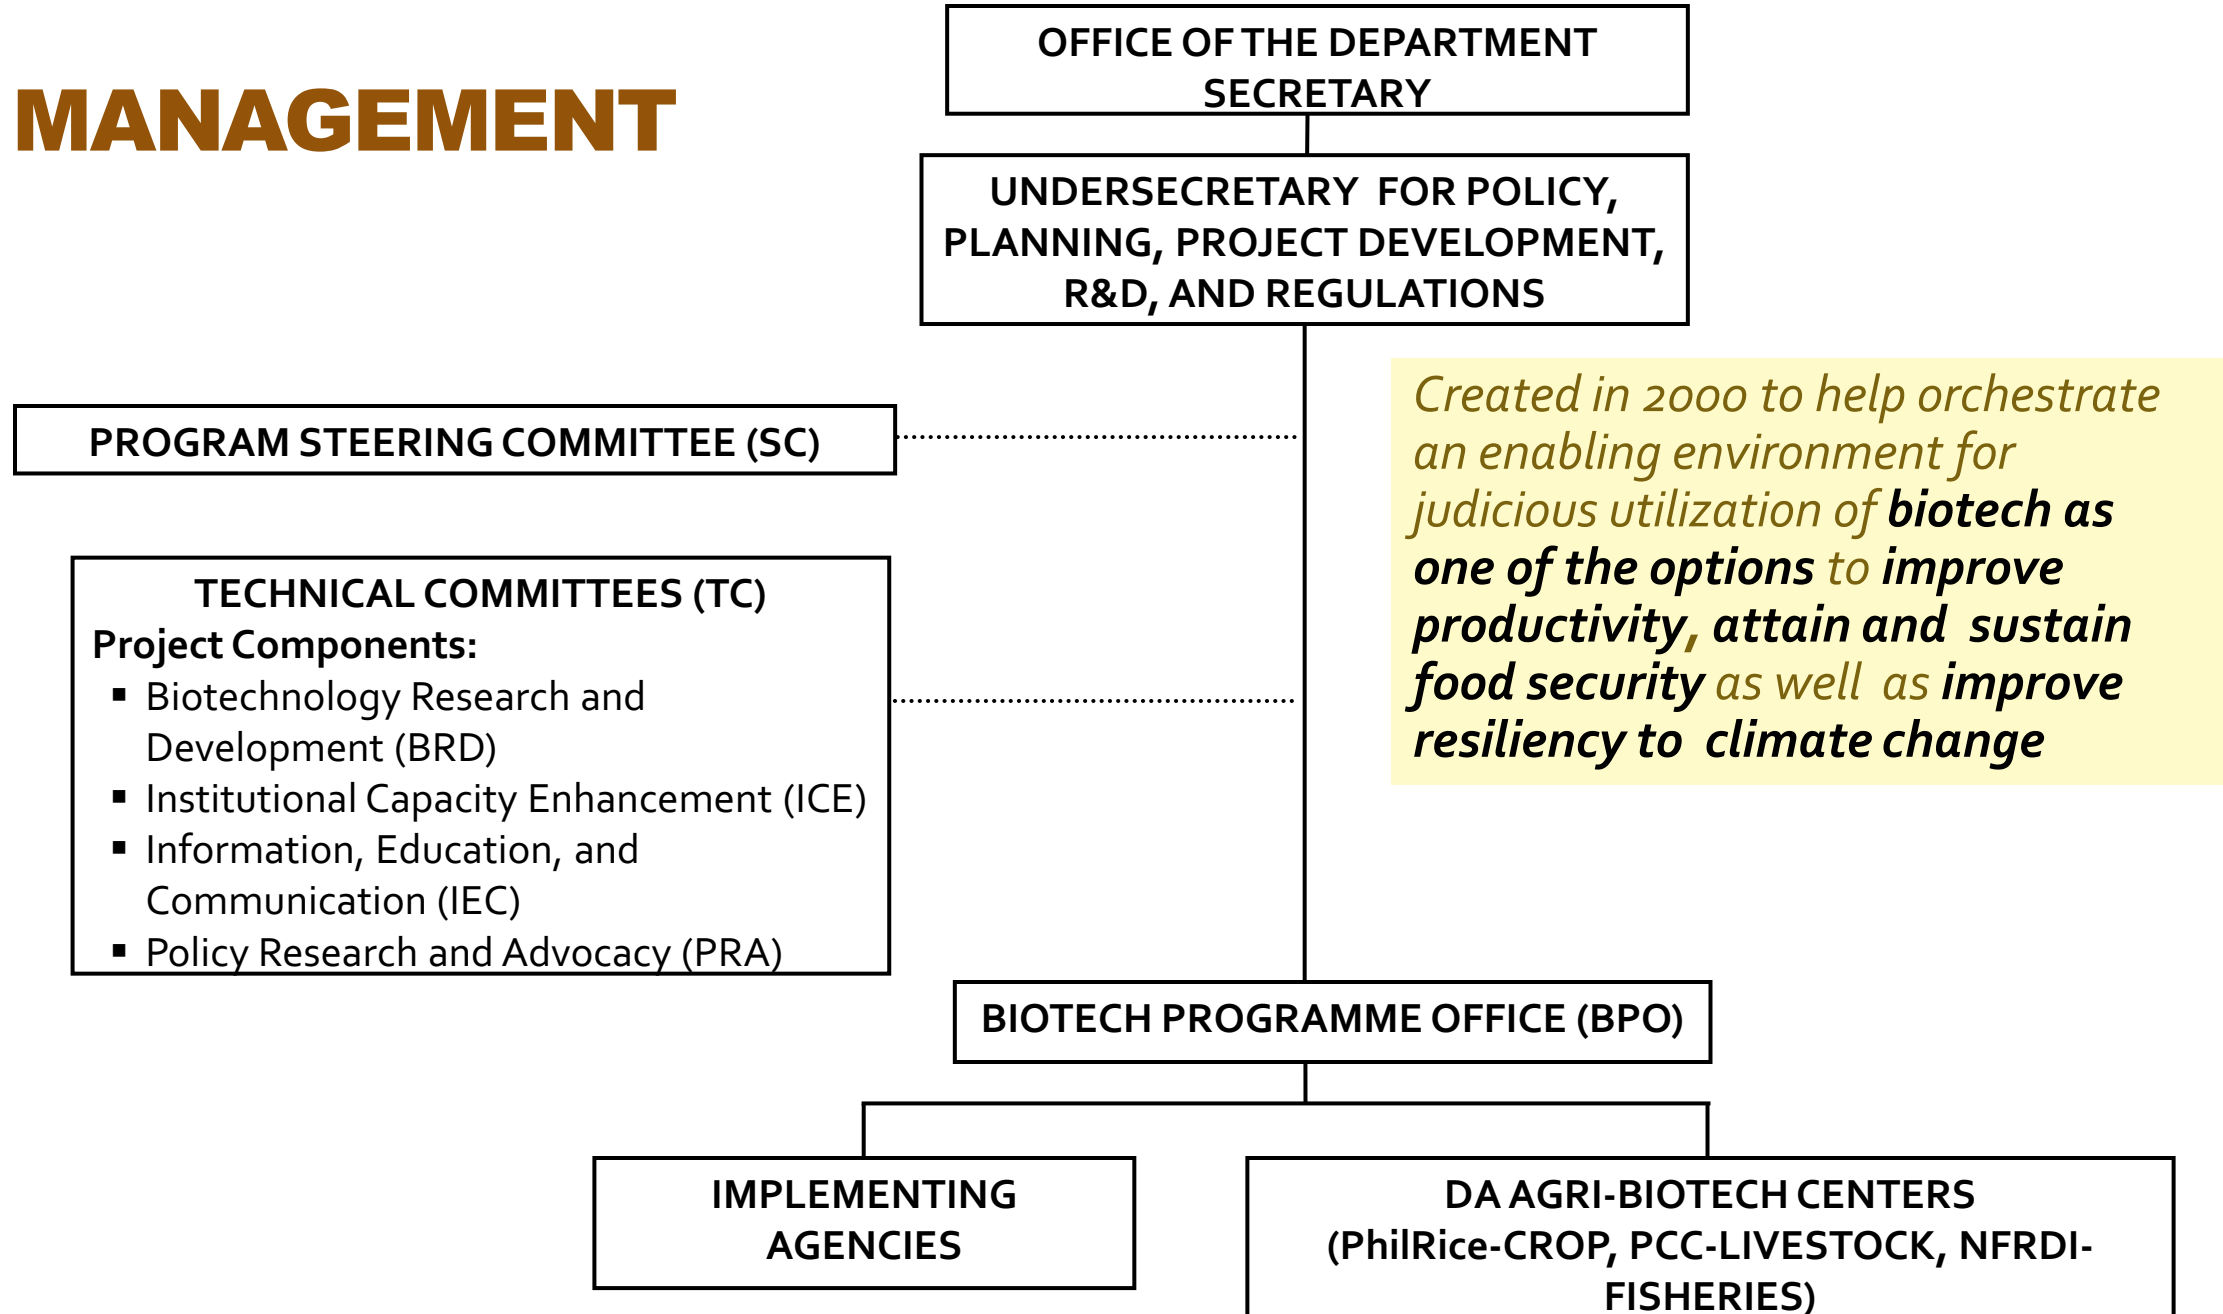 MANAGEMENT
OFFICE OF THE DEPARTMENT
SECRETARY
UNDERSECRETARY FOR POLICY,
PLANNING, PROJECT DEVELOPMENT,
R&D, AND REGULATIONS
PROGRAM STEERING COMMITTEE (SC)
Created in 2000 to help orchestrate
an enabling environment for
judicious utilization of biotech as
one of the options to improve
productivity, attain and sustain
food security as well as improve
resiliency to climate change
TECHNICAL COMMITTEES (TC)
Project Components:
▪ Biotechnology Research and
Development (BRD)
▪ Institutional Capacity Enhancement (ICE)
▪ Information, Education, and
Communication (IEC)
▪ Policy Research and Advocacy (PRA)
BIOTECH PROGRAMME OFFICE (BPO)
IMPLEMENTING
AGENCIES
DA AGRI-BIOTECH CENTERS
(PhilRice-CROP, PCC-LIVESTOCK, NFRDI-
FISHERIES)